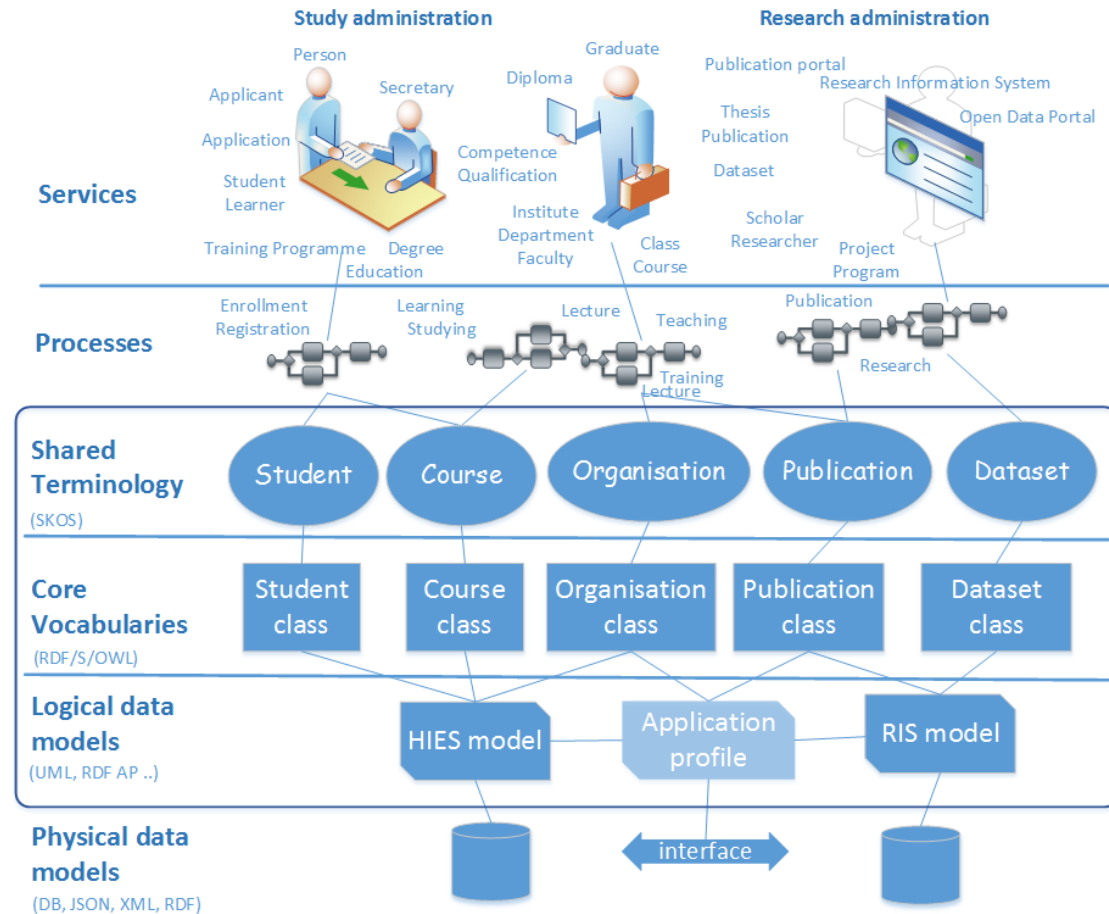 Study administration
Research administration
Person
Graduate
Publication portal
Diploma
Research Information System
Applicant
Secretary
Thesis
Publication
Open Data Portal
Application
Competence
Qualification
Dataset
Student
Learner
Services
Institute
Department
Faculty
Scholar
Researcher
Training Programme
Degree
Education
Class
Course
Project
Program
Enrollment
Registration
Learning
Studying
Lecture
Teaching
Publication
Processes
Training
Lecture
Research
Shared
Terminology
(SKOS)
Student
Course
Organisation
Publication
Dataset
Core
Vocabularies
(RDF/S/OWL)
Student
class
Course
class
Organisation
class
Publication
class
Dataset
class
Logical data
models
(UML, RDF AP ..)
HIES model
Application
profile
RIS model
Physical data
models
(DB, JSON, XML, RDF)
interface